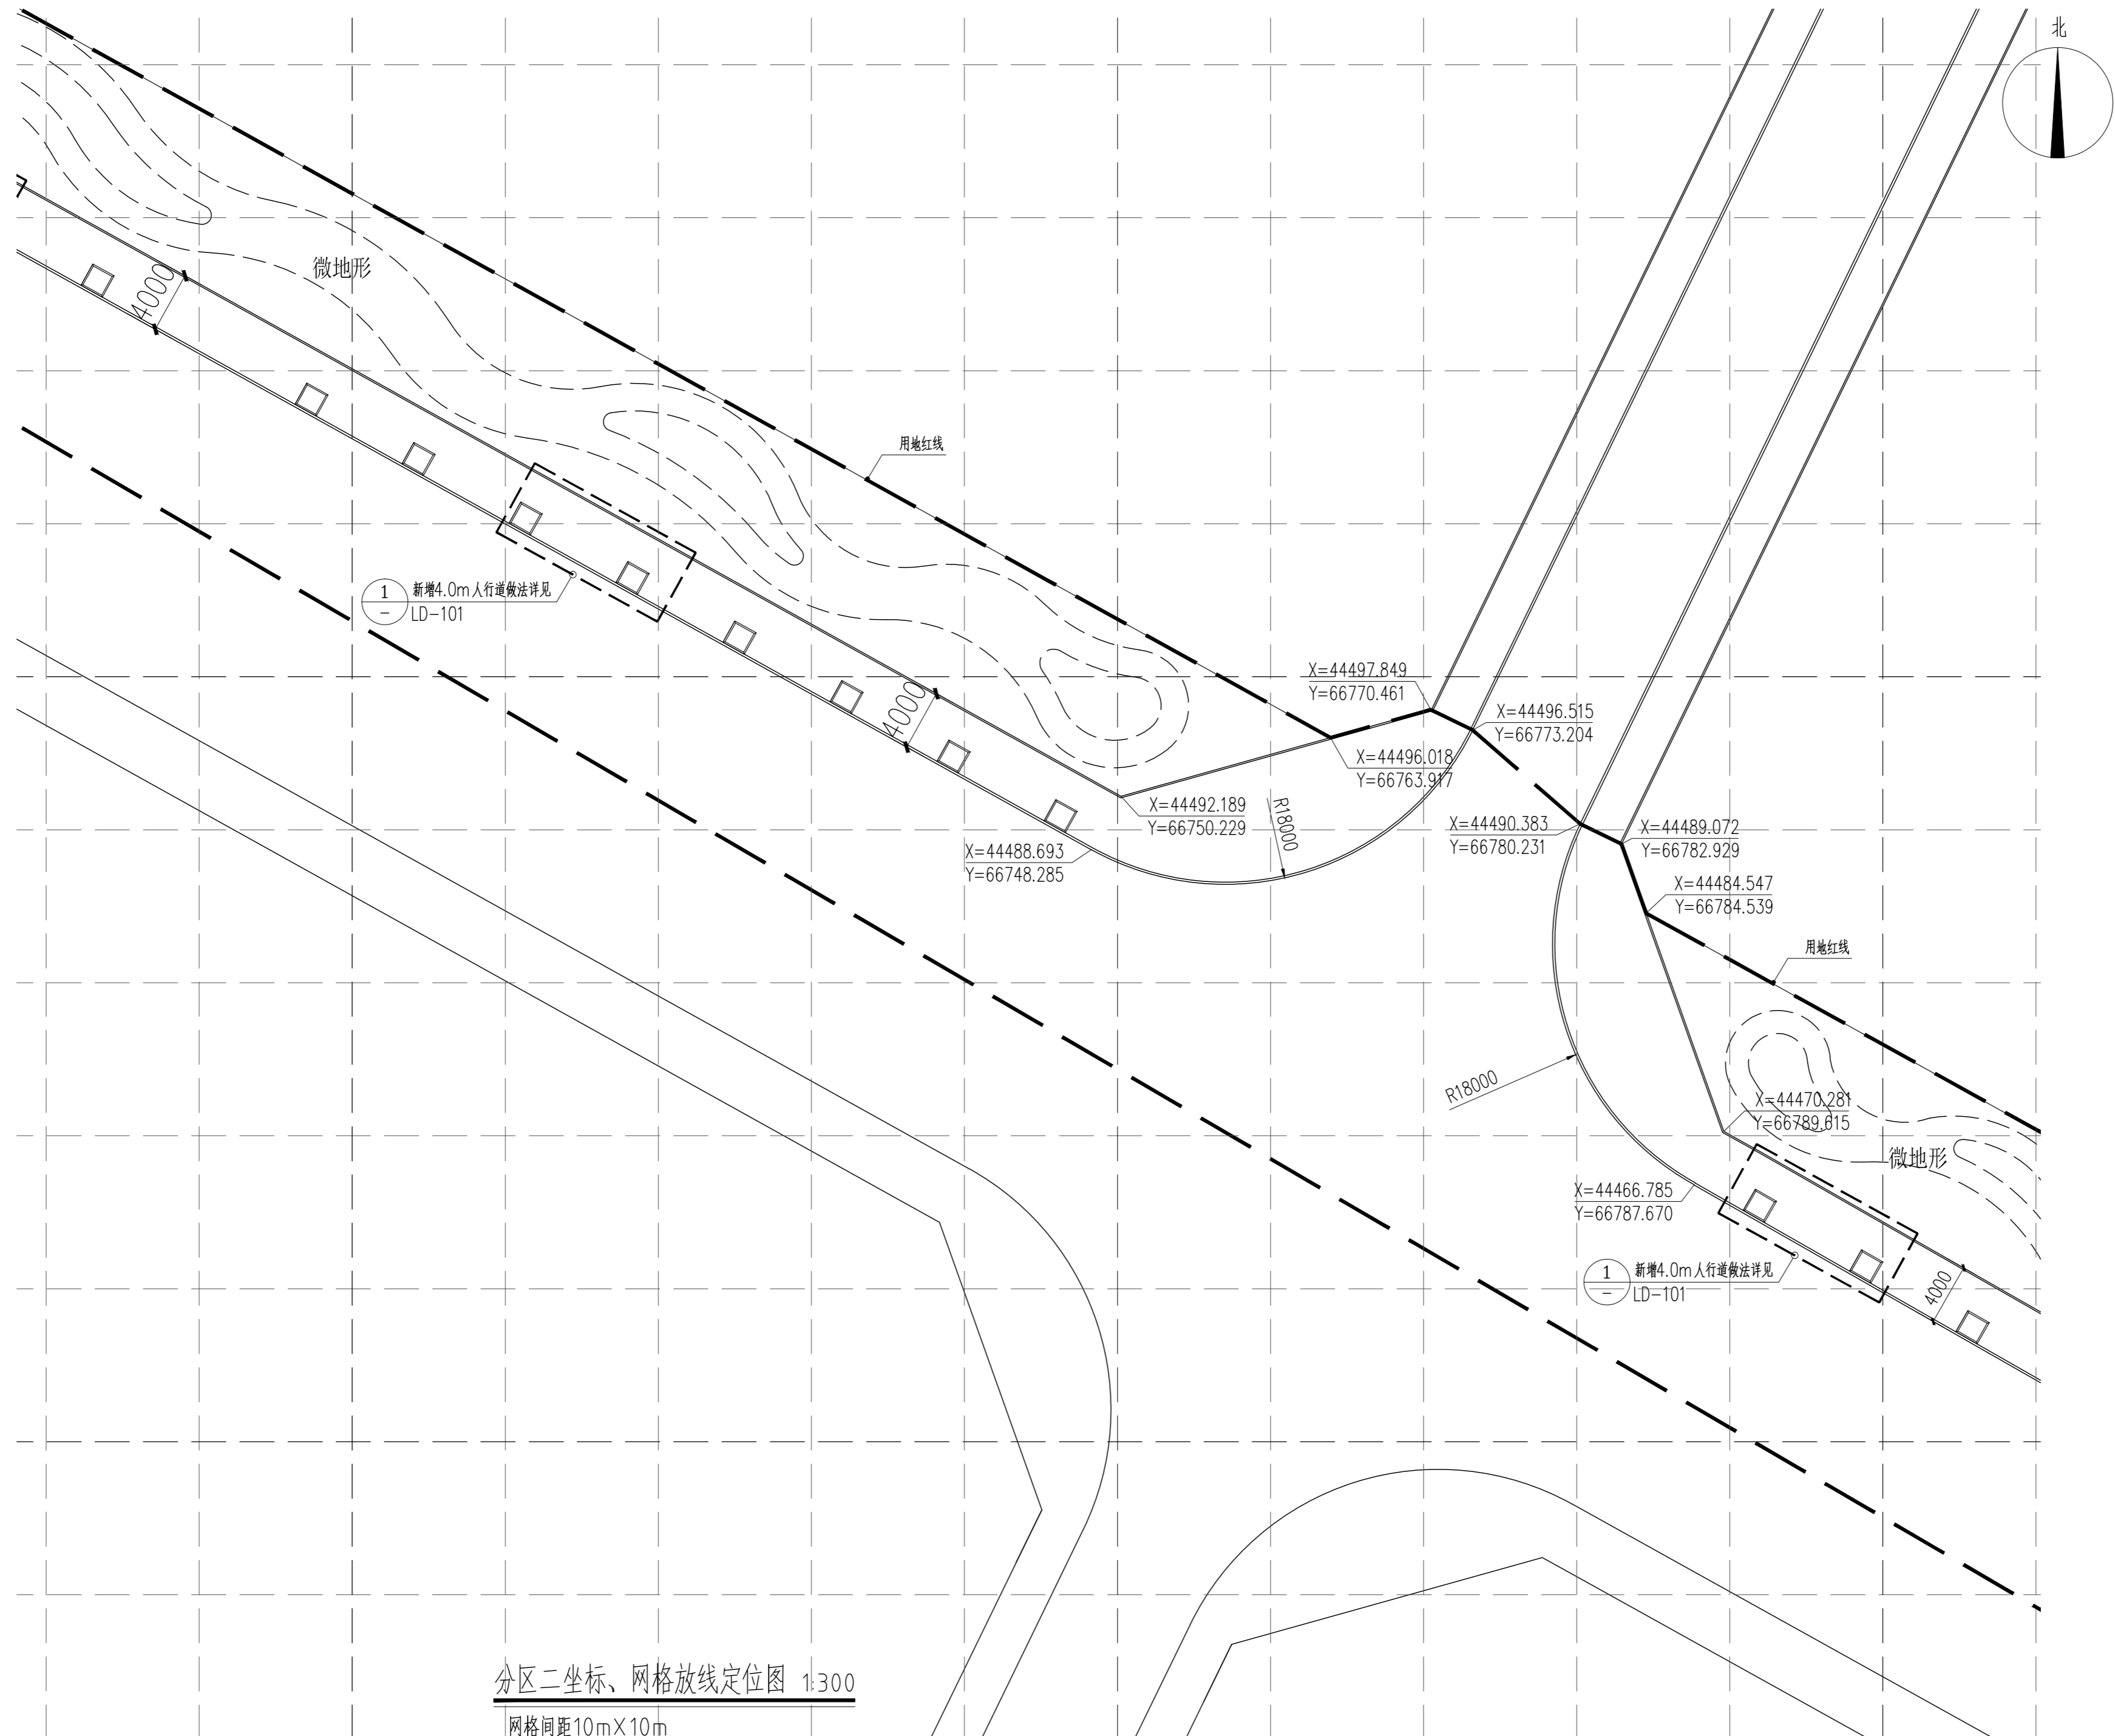 北
微地形
4000
用地红线
1
新增4.0m人行道做法详见
-
LD-101
4000
X=44497.849
Y=66770.461
X=44496.515
Y=66773.204
X=44496.018
Y=66763.917
X=44492.189
Y=66750.229
R18000
X=44490.383
Y=66780.231
X=44489.072
Y=66782.929
X=44488.693
Y=66748.285
X=44484.547
Y=66784.539
用地红线
R18000
X=44470.281
Y=66789.615
微地形
X=44466.785
Y=66787.670
1
新增4.0m人行道做法详见
-
LD-101
4000
分区二坐标、网格放线定位图 1:300
网格间距10m×10m